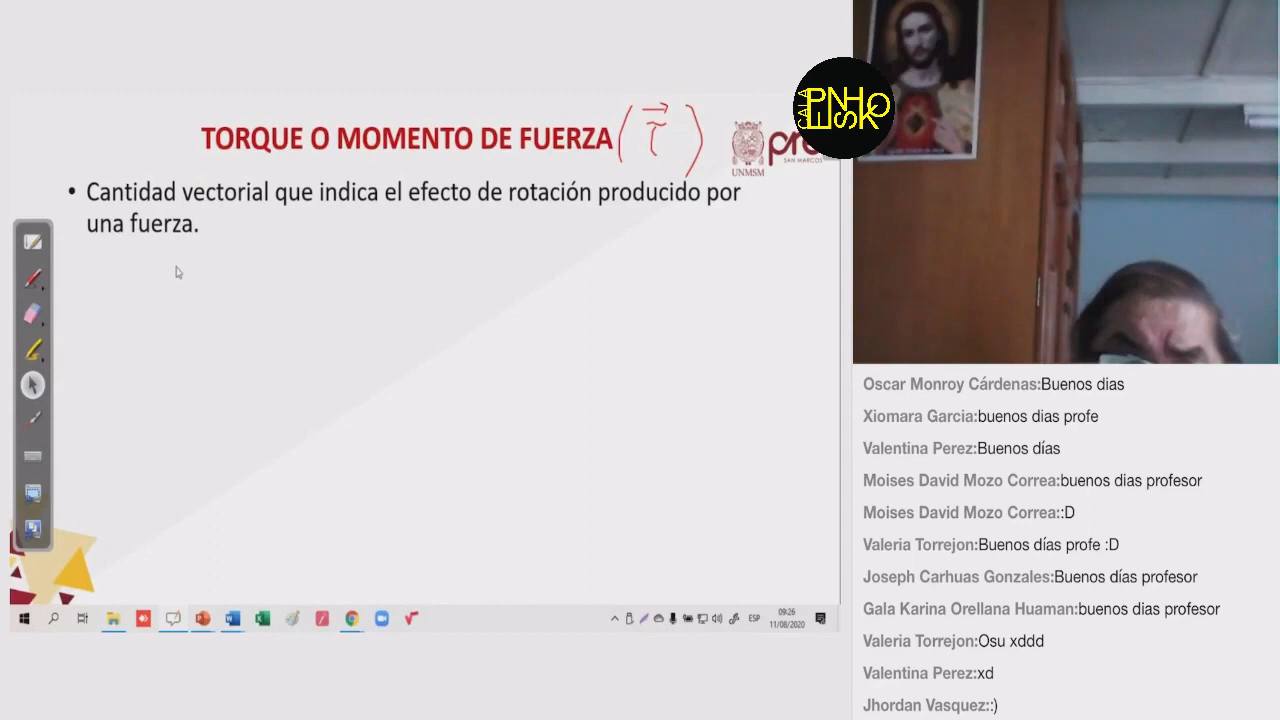 TORQUE O MOMENTO DE FUERZA (τ)
UNMSM
pre
SAN MARCOS
• Cantidad vectorial que indica el efecto de rotación producido por
una fuerza.
ESP
09:26
11/08/2020
Oscar Monroy Cárdenas:Buenos dias
Xiomara Garcia:buenos dias profe
Valentina Perez:Buenos días
Moises David Mozo Correa:buenos dias profesor
Moises David Mozo Correa::D
Valeria Torrejon:Buenos días profe :D
Joseph Carhuas Gonzales:Buenos días profesor
Gala Karina Orellana Huaman:buenos dias profesor
Valeria Torrejon:Osu xddd
Valentina Perez:xd
Jhordan Vasquez::)